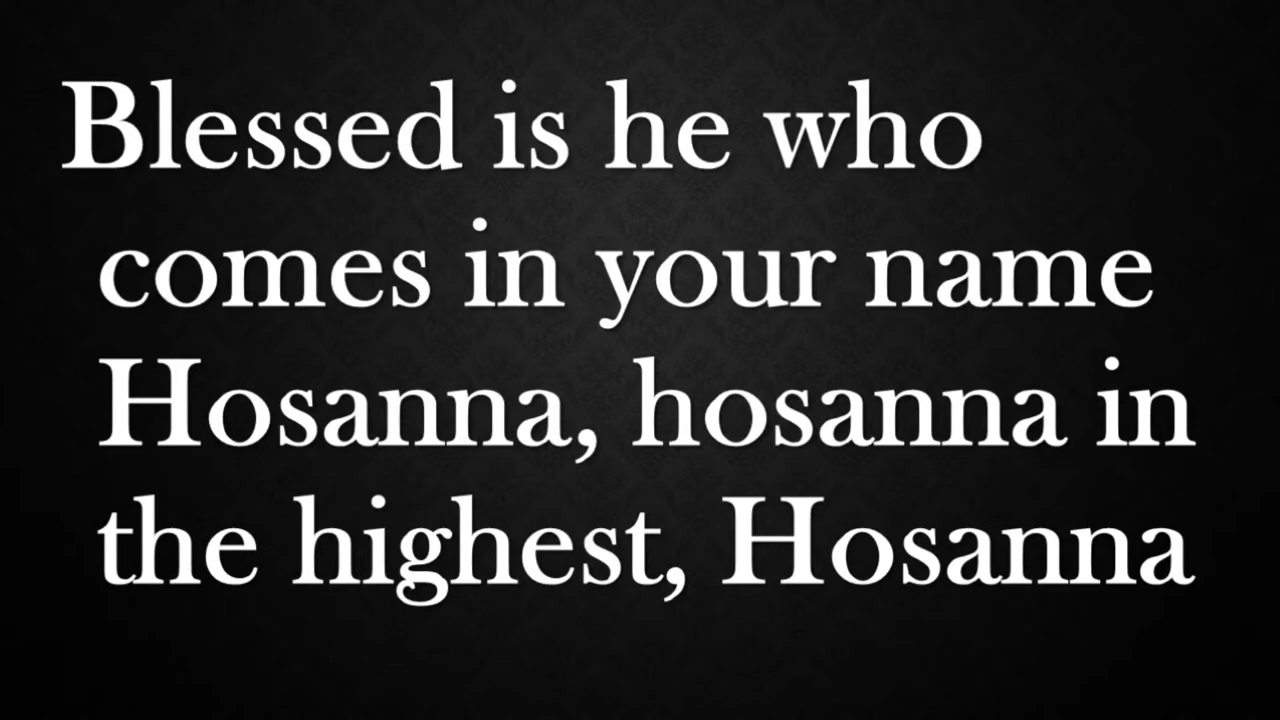 Blessed is he who
comes in your name
Hosanna, hosanna in
the highest, Hosanna